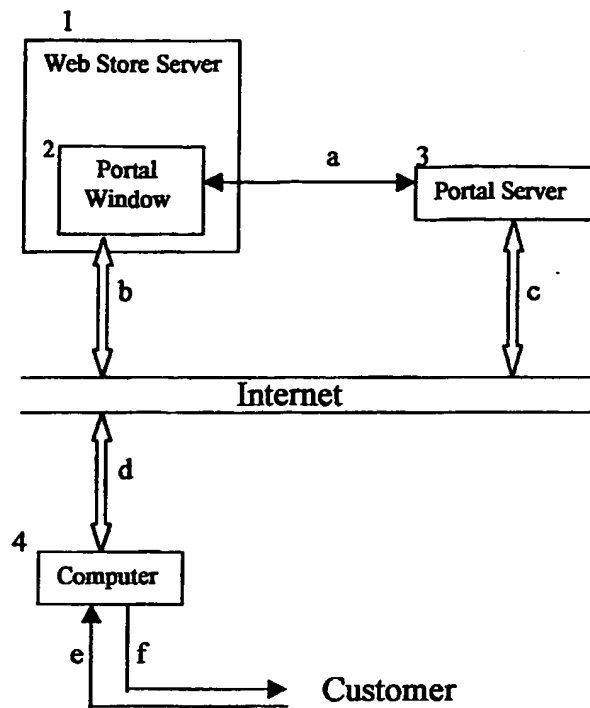 1
Web Store Server
2
Portal
Window
a
3
Portal Server
b
c
Internet
d
4
Computer
e
f
Customer